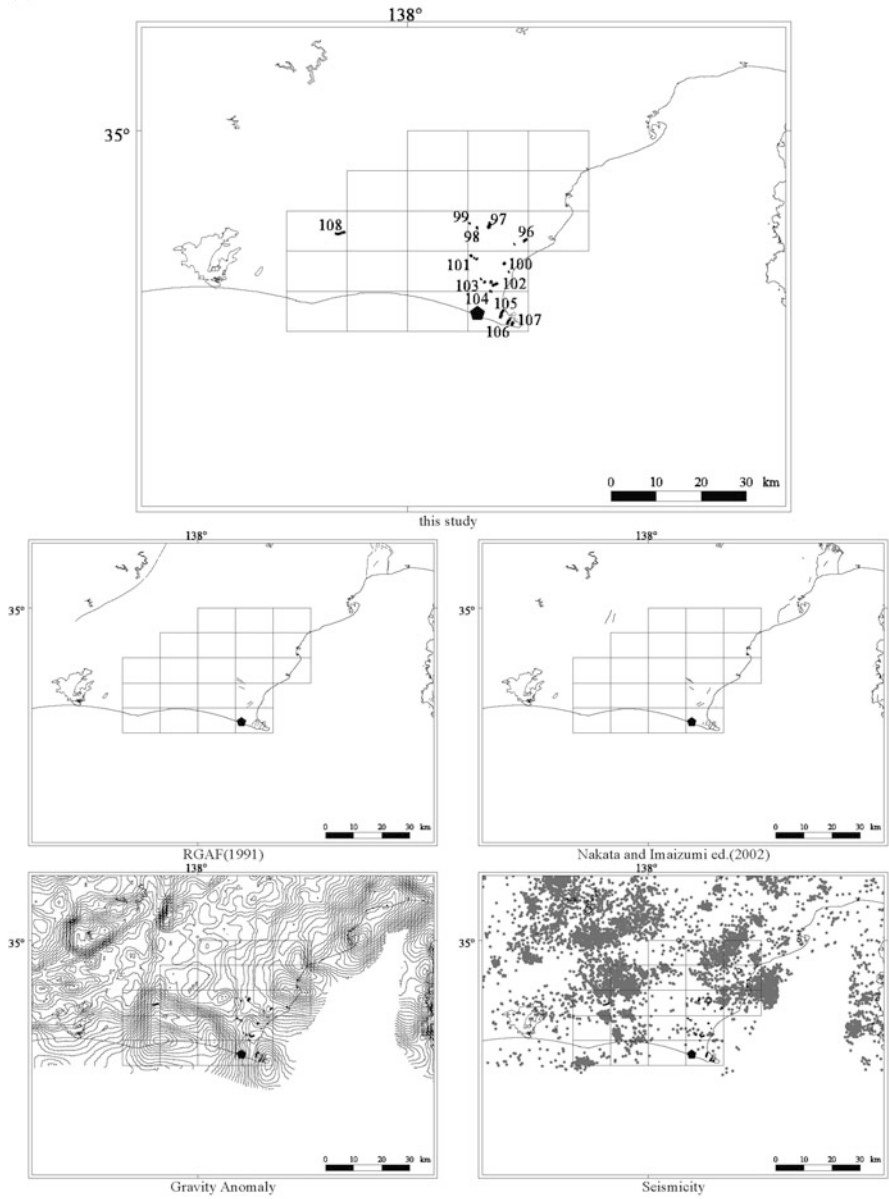 138°
35°
99 97
108 98 96
101 100
103 102
104 105
106 107
0 10 20 30 km
this study
138° 138°
35° 35°
0 10 20 30 km 0 10 20 30 km
RGAF(1991) Nakata and Imaizumi ed.(2002)
138° 138°
35° 35°
0 10 20 30 km 0 10 20 30 km
Gravity Anomaly Seismicity